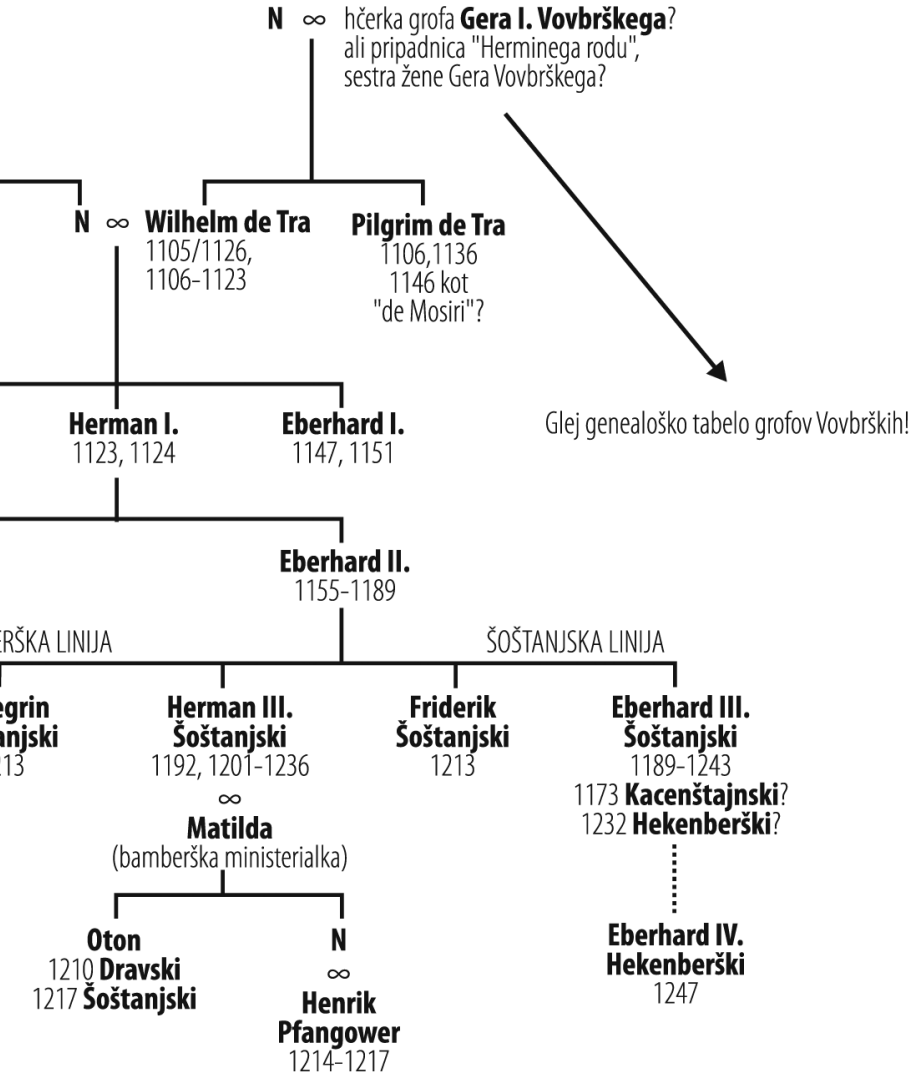 N ∞ hčerka grofa Gera I. Vovbrškega?
ali pripadnica "Herminega rodu",
sestra žene Gera Vovbrškega?
N ∞ Wilhelm de Tra
1105/1126,
1106-1123
Pilgrim de Tra
1106,1136
1146 kot
"de Mosiri"?
Glej genealoško tabelo grofov Vovbrških!
Herman I.
1123, 1124
Eberhard I.
1147, 1151
Eberhard II.
1155-1189
ERŠKA LINIJA
ŠOŠTANJSKA LINIJA
egrin
anjski
213
Herman III.
Šoštanjski
1192, 1201-1236
∞
Matilda
(bamberška ministerialka)
Friderik
Šoštanjski
1213
Eberhard III.
Šoštanjski
1189-1243
1173 Kacenštajnski?
1232 Hekenberški?
Oton
1210 Dravski
1217 Šoštanjski
N
∞
Henrik
Pfangower
1214-1217
Eberhard IV.
Hekenberški
1247